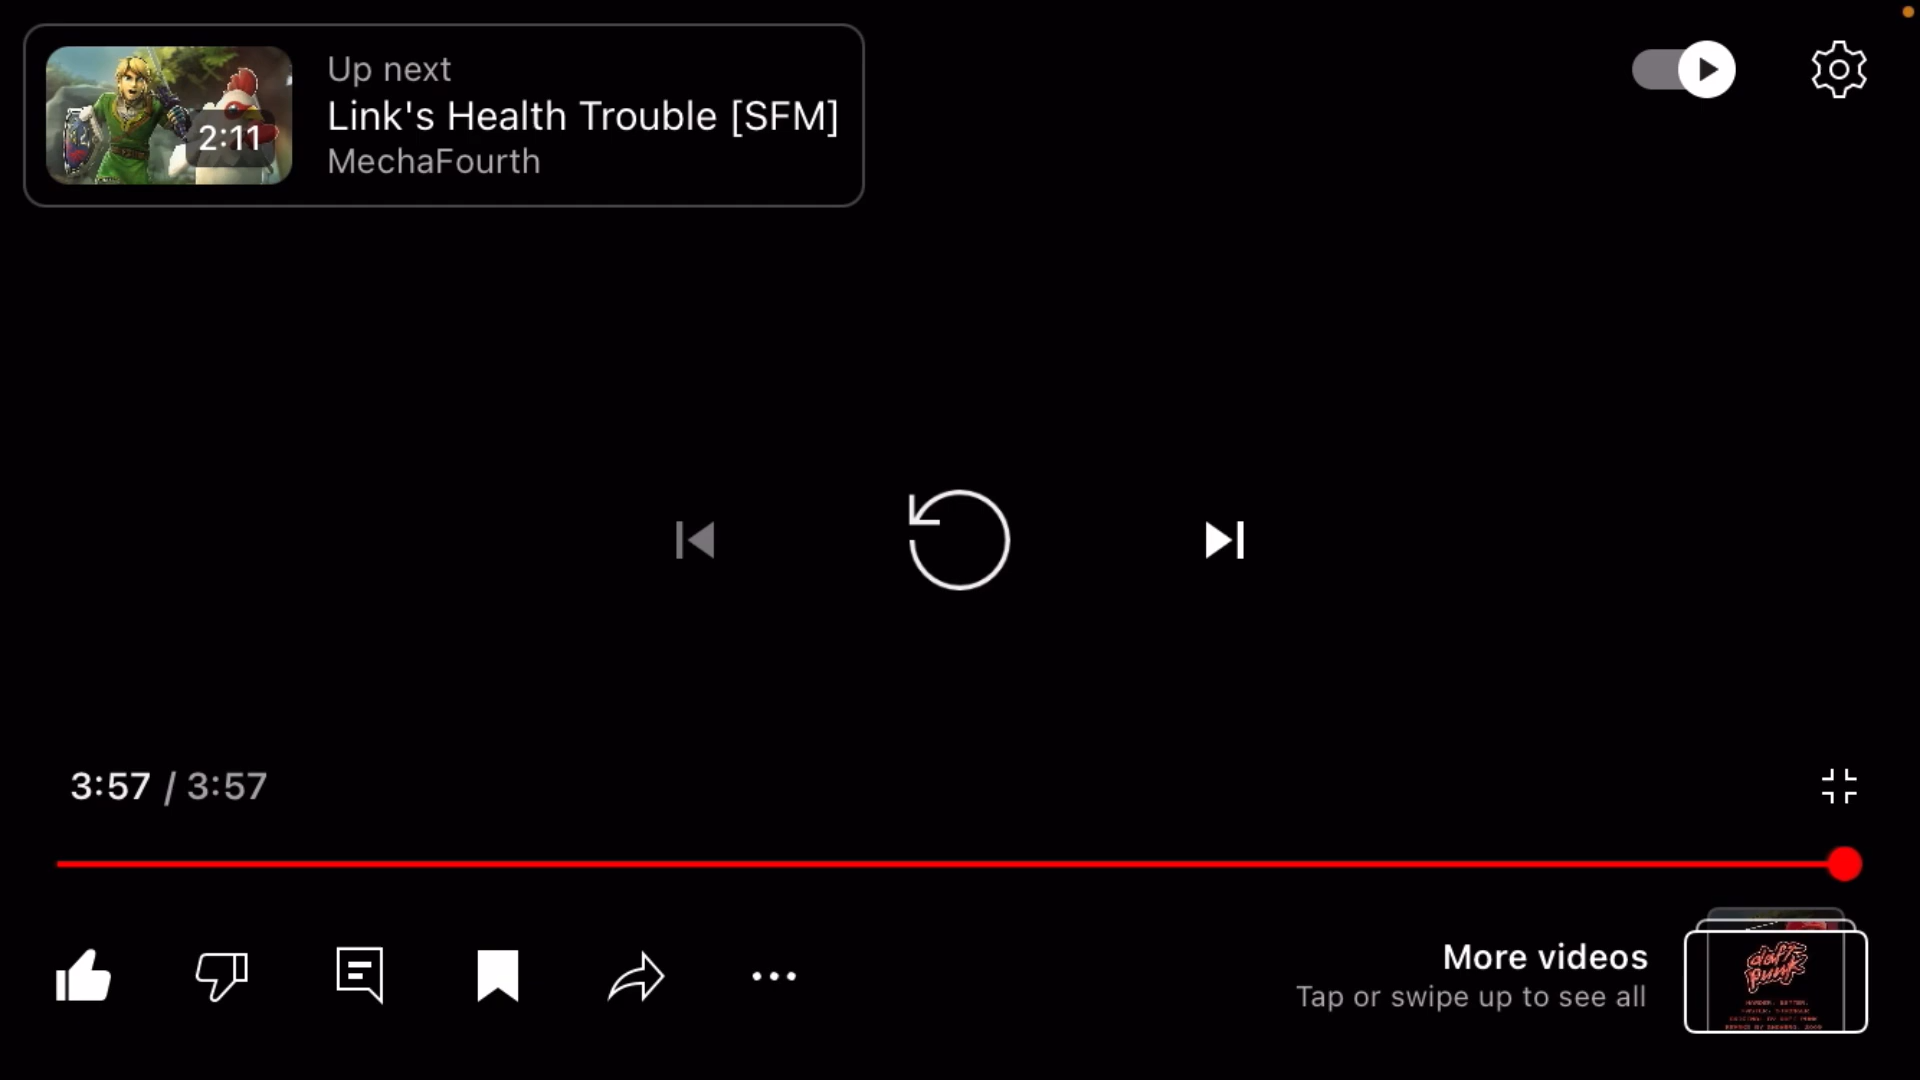 Up next
Link's Health Trouble [SFM]
MechaFourth
2:11
3:57 / 3:57
More videos
Tap or swipe up to see all
daft
punk